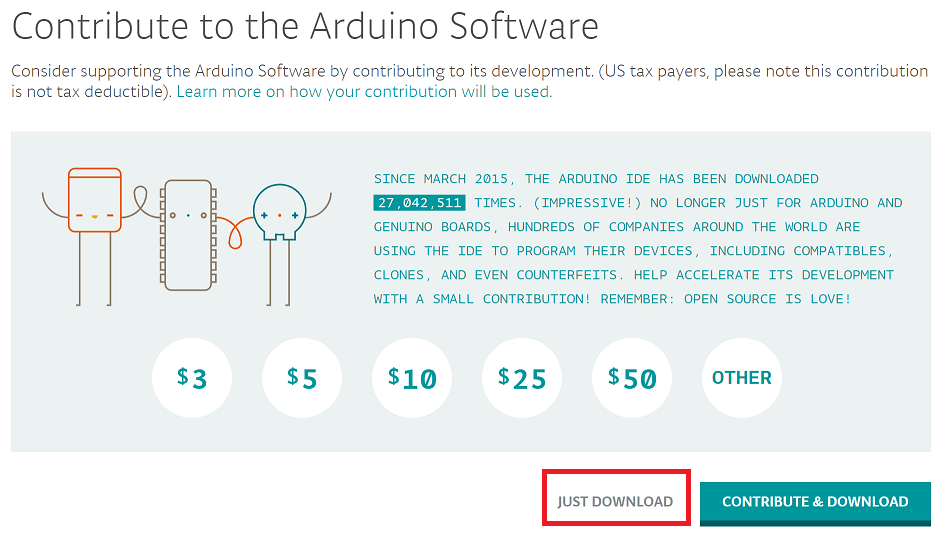 Contribute to the Arduino Software
Consider supporting the Arduino Software by contributing to its development. (US tax payers, please note this contribution
is not tax deductible). Learn more on how your contribution will be used.
SINCE MARCH 2015, THE ARDUINO IDE HAS BEEN DOWNLOADED
27,042,511 TIMES. (IMPRESSIVE!) NO LONGER JUST FOR ARDUINO AND
GENUINO BOARDS, HUNDREDS OF COMPANIES AROUND THE WORLD ARE
USING THE IDE TO PROGRAM THEIR DEVICES, INCLUDING COMPATIBLES,
CLONES, AND EVEN COUNTERFEITS. HELP ACCELERATE ITS DEVELOPMENT
WITH A SMALL CONTRIBUTION! REMEMBER: OPEN SOURCE IS LOVE!
$3 $5 $10 $25 $50 OTHER
JUST DOWNLOAD CONTRIBUTE & DOWNLOAD